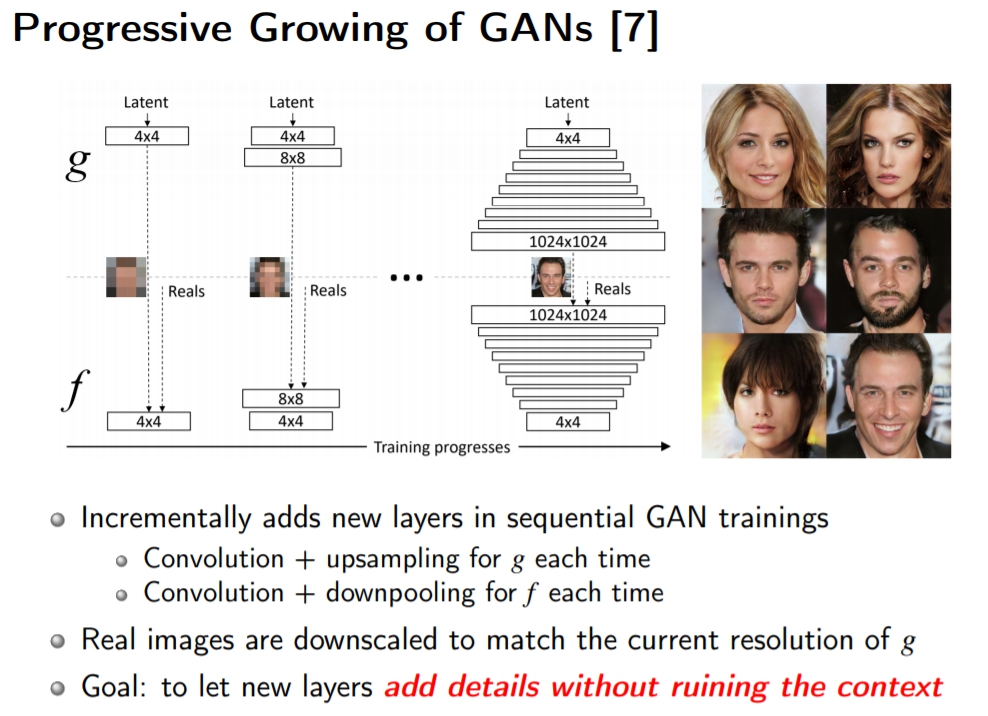 Progressive Growing of GANs [7]
Latent Latent Latent
4x4 4x4 4x4
g 8x8
1024x1024
Reals Reals ... Reals
1024x1024
f 8x8
4x4 4x4 4x4
Training progresses
Incrementally adds new layers in sequential GAN trainings
Convolution + upsampling for g each time
Convolution + downpooling for f each time
Real images are downscaled to match the current resolution of g
Goal: to let new layers add details without ruining the context